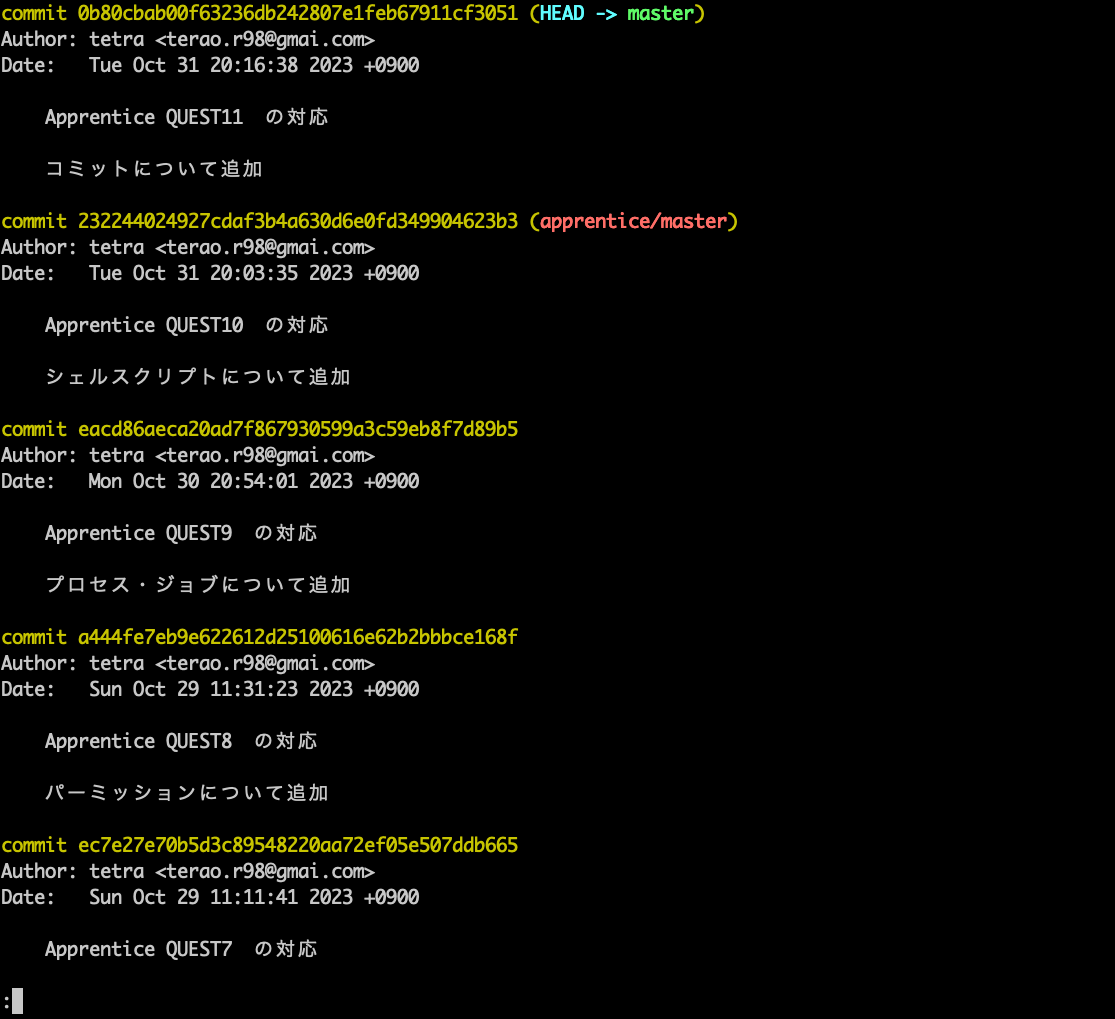 commit 0b80cbab00f63236db242807e1feb67911cf3051 (HEAD -> master)
Author: tetra <terao.r98@gmai.com>
Date:   Tue Oct 31 20:16:38 2023 +0900
Apprentice QUEST11　の対応
コミットについて追加
commit 232244024927cdaf3b4a630d6e0fd349904623b3 (apprentice/master)
Author: tetra <terao.r98@gmai.com>
Date:   Tue Oct 31 20:03:35 2023 +0900
Apprentice QUEST10　の対応
シェルスクリプトについて追加
commit eacd86aeca20ad7f867930599a3c59eb8f7d89b5
Author: tetra <terao.r98@gmai.com>
Date:   Mon Oct 30 20:54:01 2023 +0900
Apprentice QUEST9　の対応
プロセス・ジョブについて追加
commit a444fe7eb9e622612d25100616e62b2bbbce168f
Author: tetra <terao.r98@gmai.com>
Date:   Sun Oct 29 11:31:23 2023 +0900
Apprentice QUEST8　の対応
パーミッションについて追加
commit ec7e27e70b5d3c89548220aa72ef05e507ddb665
Author: tetra <terao.r98@gmai.com>
Date:   Sun Oct 29 11:11:41 2023 +0900
Apprentice QUEST7　の対応
: